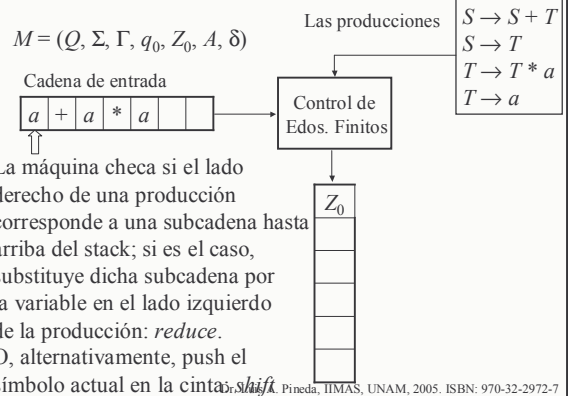 Las producciones
S → S + T
S → T
T → T * a
T → a
M = (Q, Σ, Γ, q0, Z0, A, δ)
Cadena de entrada
a + a * a
Control de
Edos. Finitos
Z0
La máquina checa si el lado
derecho de una producción
corresponde a una subcadena hasta
arriba del stack; si es el caso,
substituye dicha subcadena por
la variable en el lado izquierdo
de la producción: reduce.
O, alternativamente, push el
símbolo actual en la cinta: shift
Dr. Luis A. Pineda, IIMAS, UNAM, 2005. ISBN: 970-32-2972-7